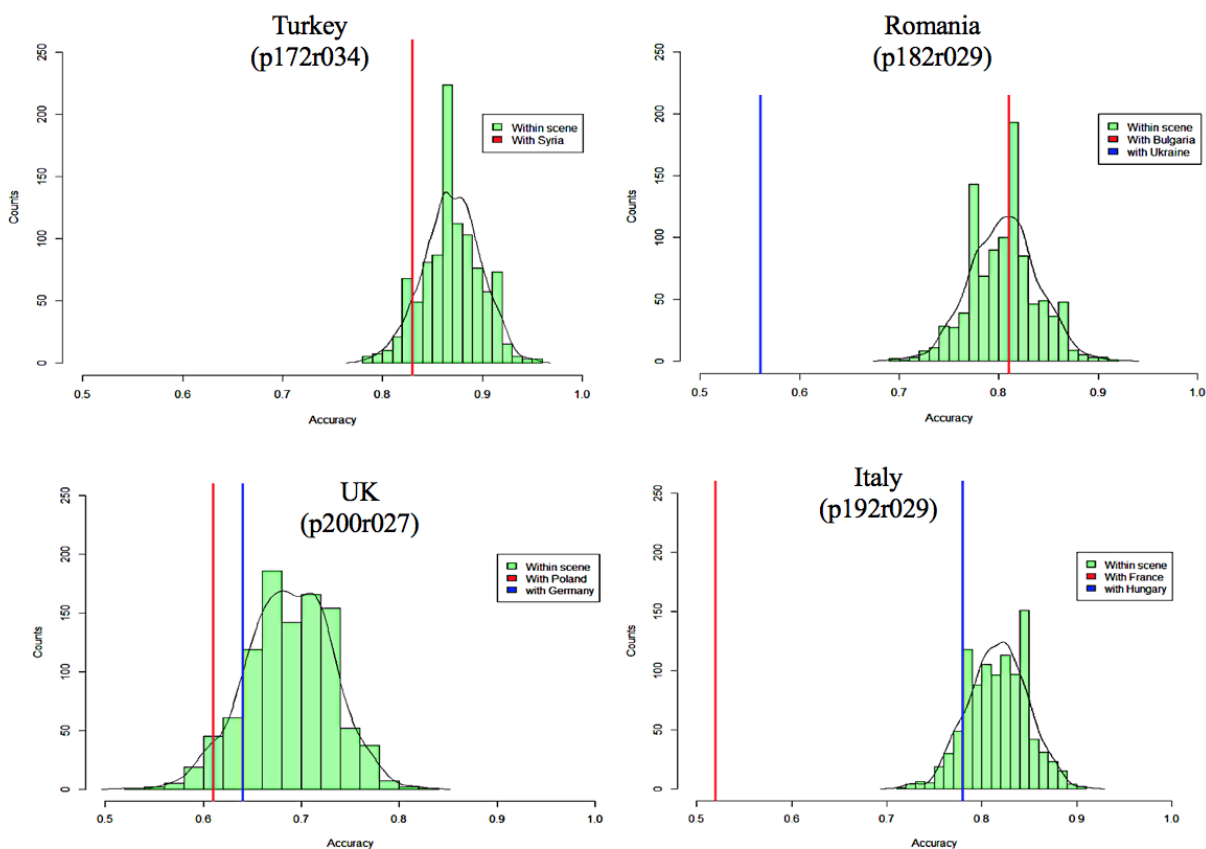 Turkey
(p172r034)
250
200
150
100
50
0
Counts
Within scene
With Syria
0.5 0.6 0.7 0.8 0.9 1.0
Accuracy
Romania
(p182r029)
250
200
150
100
50
0
Counts
Within scene
With Bulgaria
with Ukraine
0.5 0.6 0.7 0.8 0.9 1.0
Accuracy
UK
(p200r027)
250
200
150
100
50
0
Counts
Within scene
With Poland
with Germany
0.5 0.6 0.7 0.8 0.9 1.0
Accuracy
Italy
(p192r029)
250
200
150
100
50
0
Counts
Within scene
With France
with Hungary
0.5 0.6 0.7 0.8 0.9 1.0
Accuracy